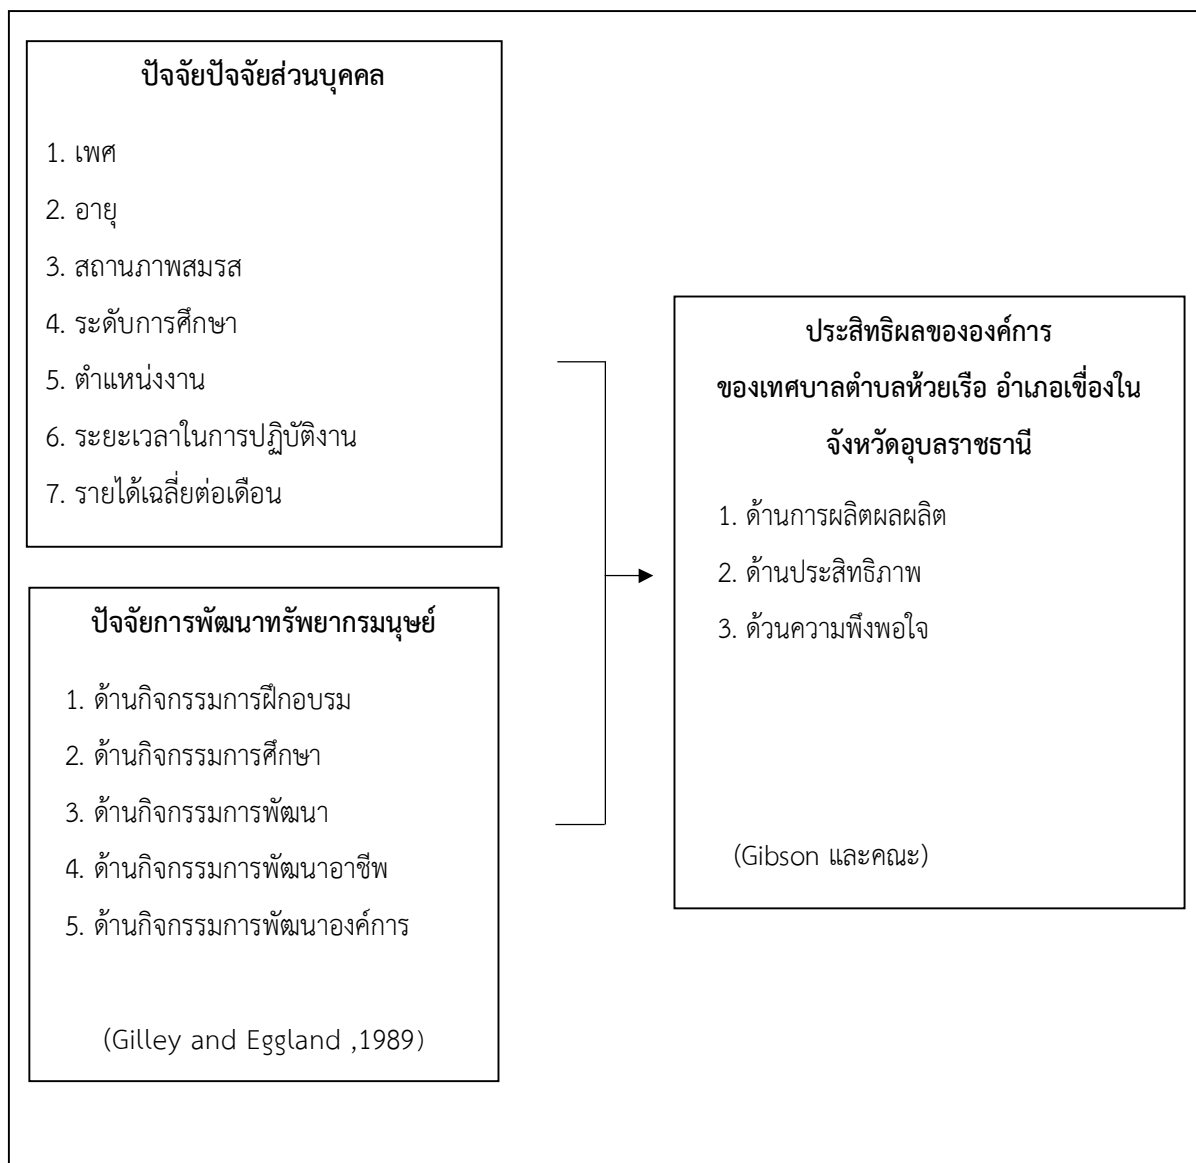 ปัจจัยปัจจัยส่วนบุคคล
1. เพศ
2. อายุ
3. สถานภาพสมรส
4. ระดับการศึกษา
5. ตำแหน่งงาน
6. ระยะเวลาในการปฏิบัติงาน
7. รายได้เฉลี่ยต่อเดือน
ปัจจัยการพัฒนาทรัพยากรมนุษย์
1. ด้านกิจกรรมการฝึกอบรม
2. ด้านกิจกรรมการศึกษา
3. ด้านกิจกรรมการพัฒนา
4. ด้านกิจกรรมการพัฒนาอาชีพ
5. ด้านกิจกรรมการพัฒนาองค์การ
(Gilley and Eggland ,1989)
ประสิทธิผลขององค์การ
ของเทศบาลตำบลห้วยเรือ อำเภอเขื่องใน
จังหวัดอุบลราชธานี
1. ด้านการผลิตผลผลิต
2. ด้านประสิทธิภาพ
3. ด้วนความพึงพอใจ
(Gibson และคณะ)